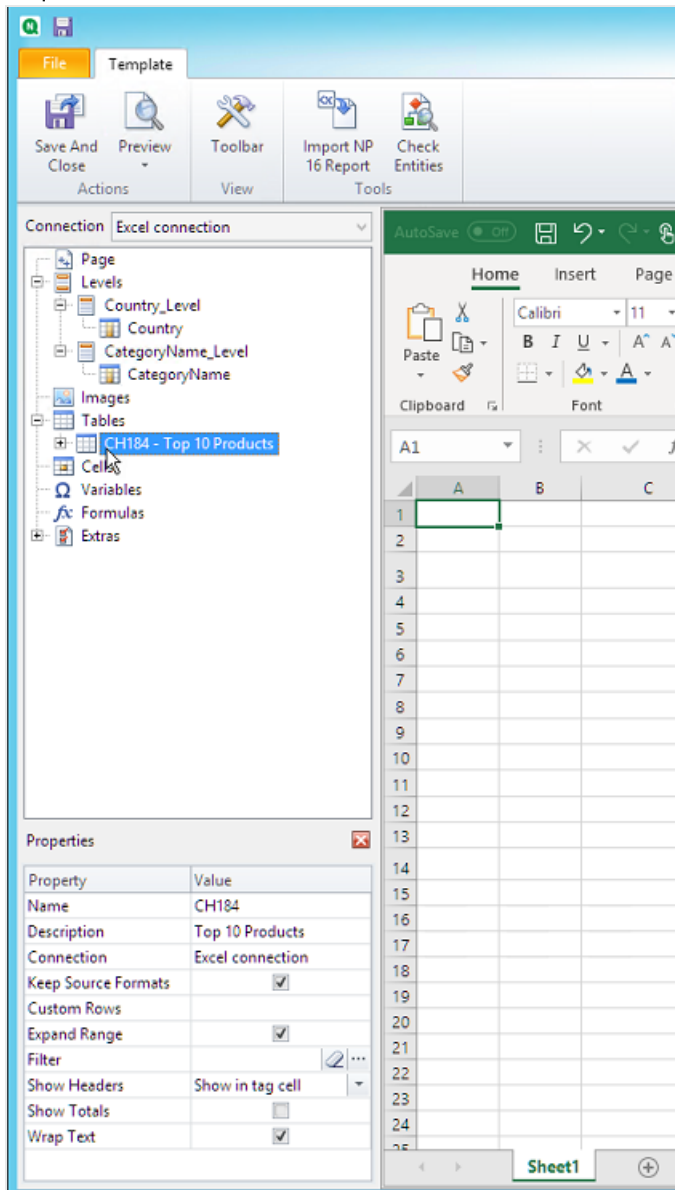 File Template
Save And Close
Preview
Toolbar
Import NP 16 Report
Check Entities
Actions View Tools
Connection Excel connection
Page
Levels
Country_Level
Country
CategoryName_Level
CategoryName
Images
Tables
CH184 - Top 10 Products
Cells
Ω Variables
fx Formulas
Extras
Properties
Property Value
Name CH184
Description Top 10 Products
Connection Excel connection
Keep Source Formats
Custom Rows
Expand Range
Filter ...
Show Headers Show in tag cell
Show Totals
Wrap Text
AutoSave Off
Home Insert Page
Paste
Calibri 11
B I U A A A
Clipboard Font
A1
A B C
1
2
3
4
5
6
7
8
9
10
11
12
13
14
15
16
17
18
19
20
21
22
23
24
25
Sheet1